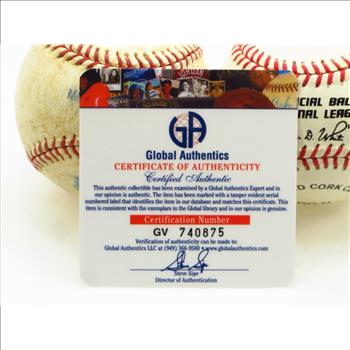 JORDAN
GA
Global Authentics
CERTIFICATE OF AUTHENTICITY
Certified Authentic
This authentic collectible has been examined by a Global Authentics Expert and in
our opinion is authentic. The item has been marked with a tamper evident serial
numbered label that identifies the item in our database and matches this certificate. This
item is consistent with the exemplars in the Global library and in our opinion is genuine.
Certification Number
GV 740875
Verification of authenticity can be made to:
Global Authentics LLC at (949) 366-9500 • www.globalauthentics.com
Steve Sipe
Director of Authentication
CIAL BAL
NAL LEAG
D CORK C